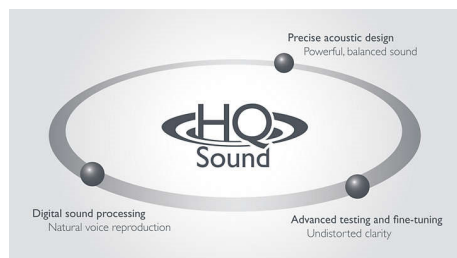 Precise acoustic design
Powerful, balanced sound
HQ
Sound
Digital sound processing
Natural voice reproduction
Advanced testing and fine-tuning
Undistorted clarity